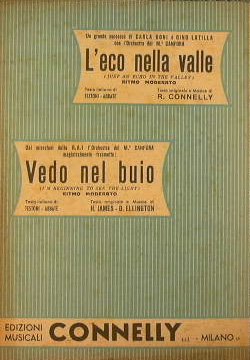 Un grande successo di CARLA BONI e GINO LATILLA
con l'Orchestra del M° CANFORA
L'eco nella valle
(JUST AN ECHO IN THE VALLEY)
RITMO MODERATO
Testo italiano di
TESTONI - ABBATE
Testo originale e Musica di
R. CONNELLY
Dai microfoni della R.A.I l'Orchestra del M° CANFORA
magistralmente trasmette:
Vedo nel buio
(I'M BEGINNING TO SEE THE LIGHT)
RITMO MODERATO
Testo italiano di
TESTONI - ABBATE
Testo originale e Musica di
H. JAMES - D. ELLINGTON
EDIZIONI
MUSICALI
CONNELLY s.r.l. - MILANO